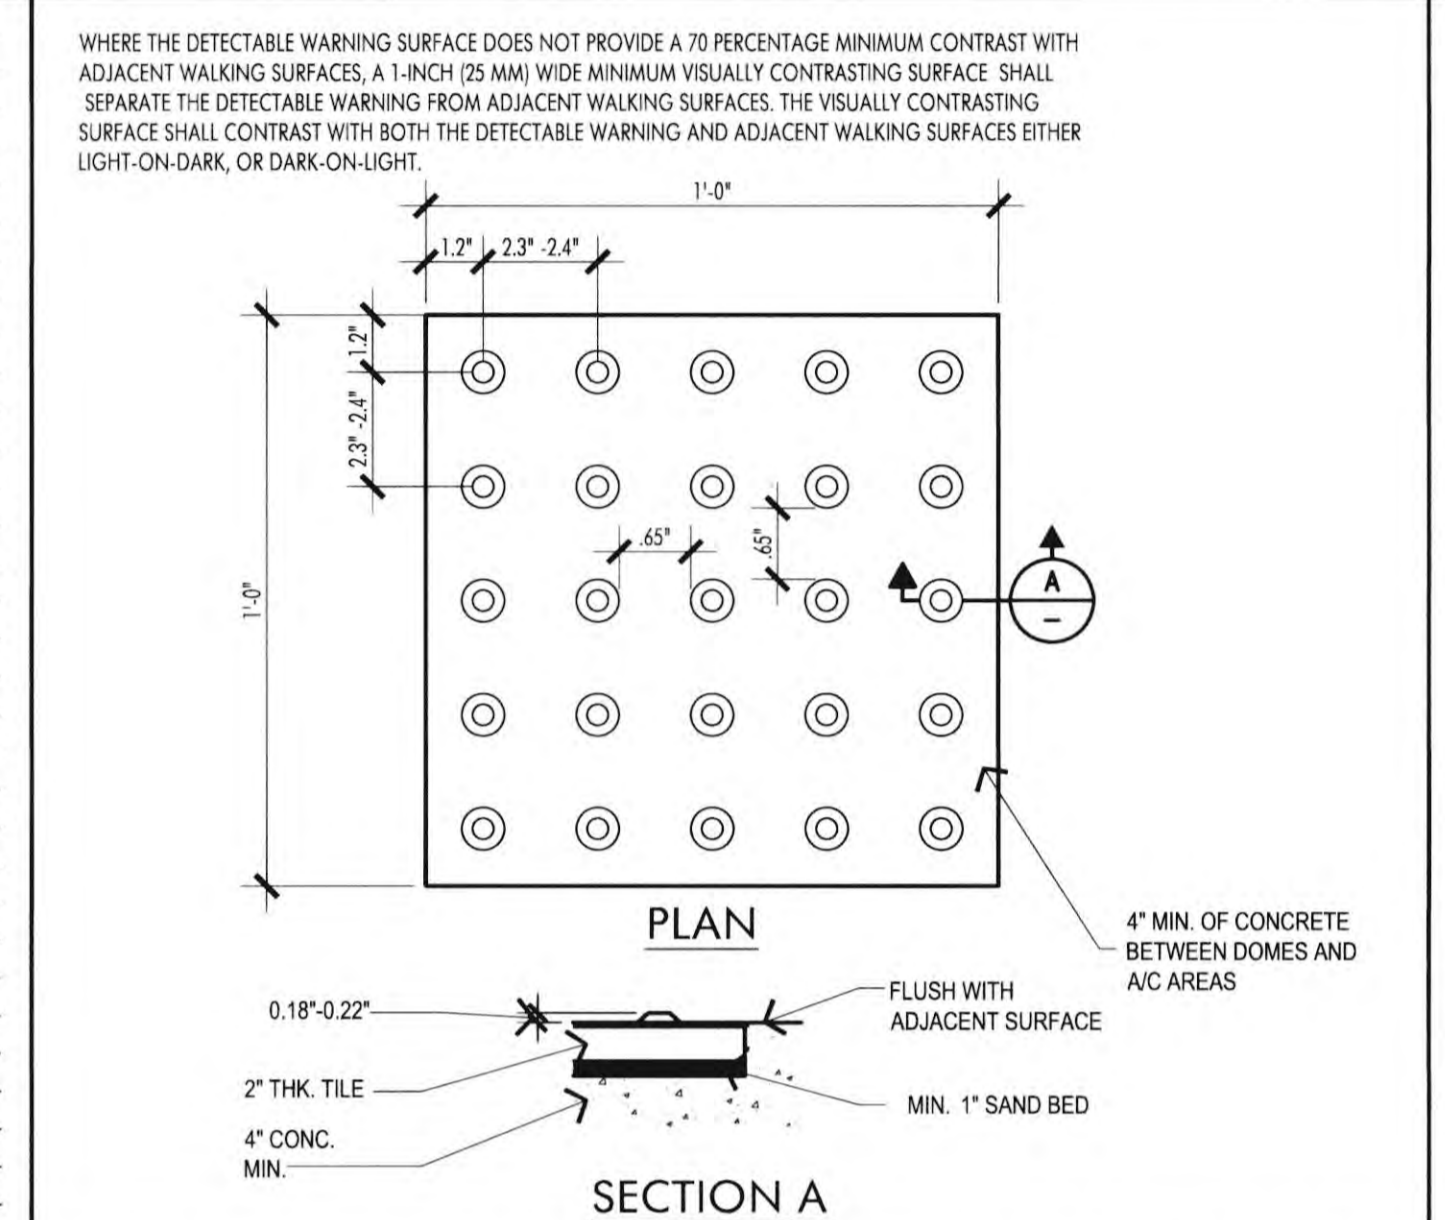 WHERE THE DETECTABLE WARNING SURFACE DOES NOT PROVIDE A 70 PERCENTAGE MINIMUM CONTRAST WITH
ADJACENT WALKING SURFACES, A 1-INCH (25 MM) WIDE MINIMUM VISUALLY CONTRASTING SURFACE SHALL
SEPARATE THE DETECTABLE WARNING FROM ADJACENT WALKING SURFACES. THE VISUALLY CONTRASTING
SURFACE SHALL CONTRAST WITH BOTH THE DETECTABLE WARNING AND ADJACENT WALKING SURFACES EITHER
LIGHT-ON-DARK, OR DARK-ON-LIGHT.
1'-0"
1.2"
2.3" -2.4"
1.2"
2.3" -2.4"
1'-0"
.65"
.65"
A
–
PLAN
4" MIN. OF CONCRETE
BETWEEN DOMES AND
A/C AREAS
0.18"-0.22"
FLUSH WITH
ADJACENT SURFACE
2" THK. TILE
MIN. 1" SAND BED
4" CONC.
MIN.
SECTION A